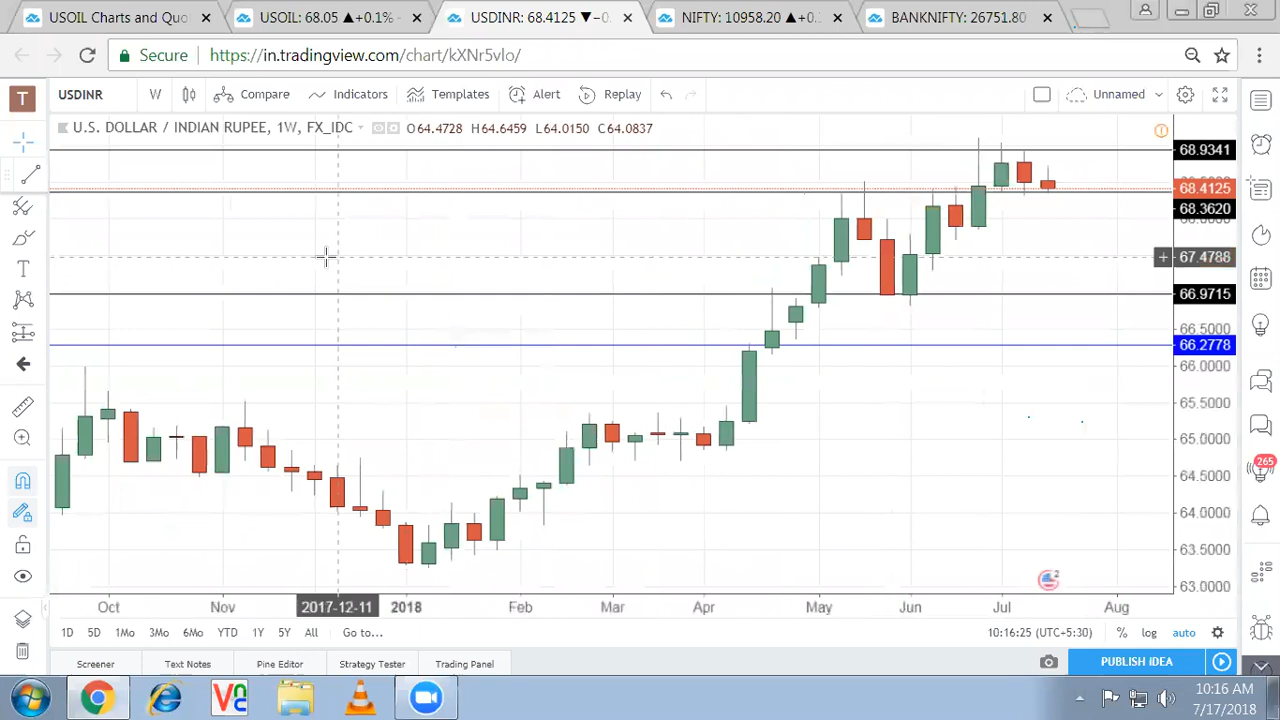 USOIL Charts and Quo
USOIL: 68.05 ▲+0.1%
USDINR: 68.4125 ▼−0.
NIFTY: 10958.20 ▲+0.
BANKNIFTY: 26751.80
Secure
https://in.tradingview.com/chart/kXNr5vlo/
T
USDINR
W
Compare
Indicators
Templates
Alert
Replay
Unnamed
U.S. DOLLAR / INDIAN RUPEE, 1W, FX_IDC
O64.4728 H64.6459 L64.0150 C64.0837
68.9341
68.4125
68.3620
67.4788
66.9715
66.5000
66.2778
66.0000
65.5000
65.0000
64.5000
64.0000
63.5000
63.0000
265
2
Oct
Nov
2017-12-11
2018
Feb
Mar
Apr
May
Jun
Jul
Aug
1D 5D 1Mo 3Mo 6Mo YTD 1Y 5Y All Go to...
10:16:25 (UTC+5:30)
% log auto
Screener
Text Notes
Pine Editor
Strategy Tester
Trading Panel
PUBLISH IDEA
10:16 AM
7/17/2018